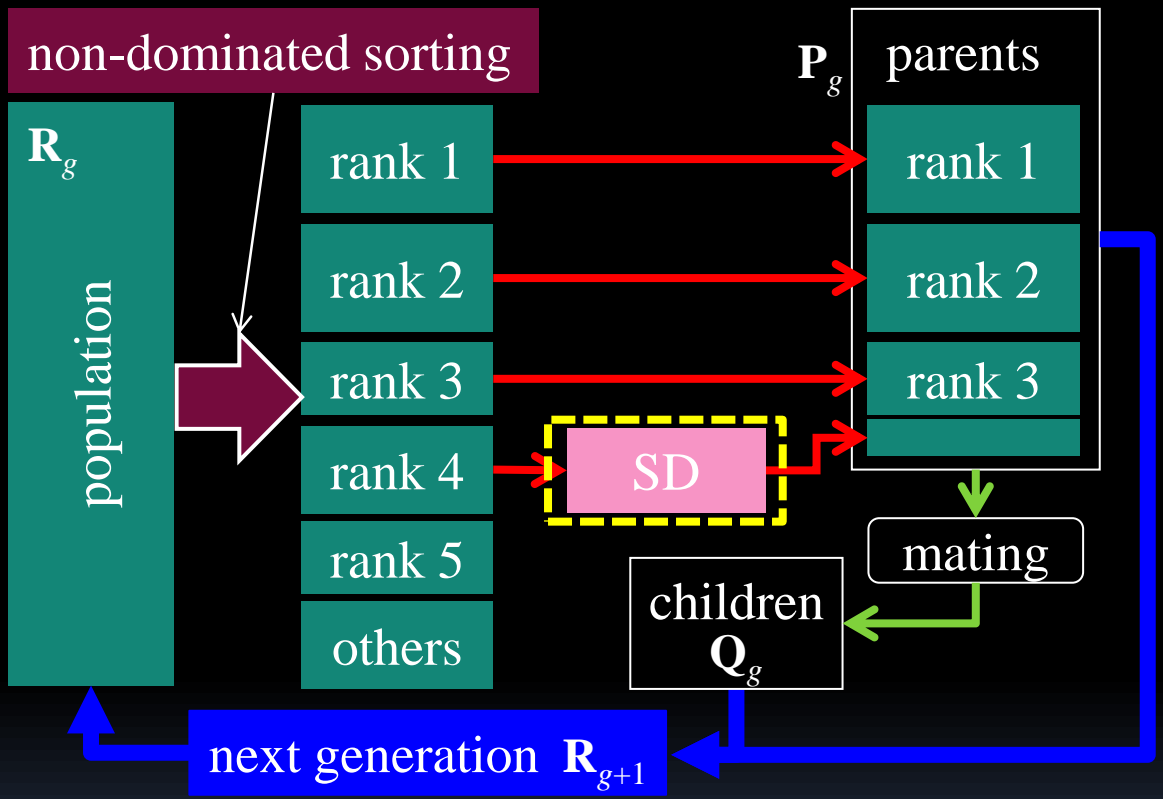 non-dominated sorting
R_g
population
rank 1
rank 2
rank 3
rank 4
rank 5
others
SD
P_g
parents
rank 1
rank 2
rank 3
mating
children
Q_g
next generation R_{g+1}